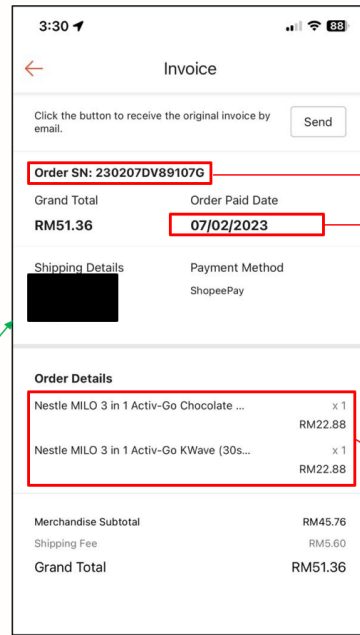 3:30
88
Invoice
Click the button to receive the original invoice by
email.
Send
Order SN: 230207DV89107G
Grand Total
Order Paid Date
RM51.36
07/02/2023
Shipping Details
Payment Method
ShopeePay
Order Details
Nestle MILO 3 in 1 Activ-Go Chocolate ...
x 1
RM22.88
Nestle MILO 3 in 1 Activ-Go KWave (30s...
x 1
RM22.88
Merchandise Subtotal
RM45.76
Shipping Fee
RM5.60
Grand Total
RM51.36